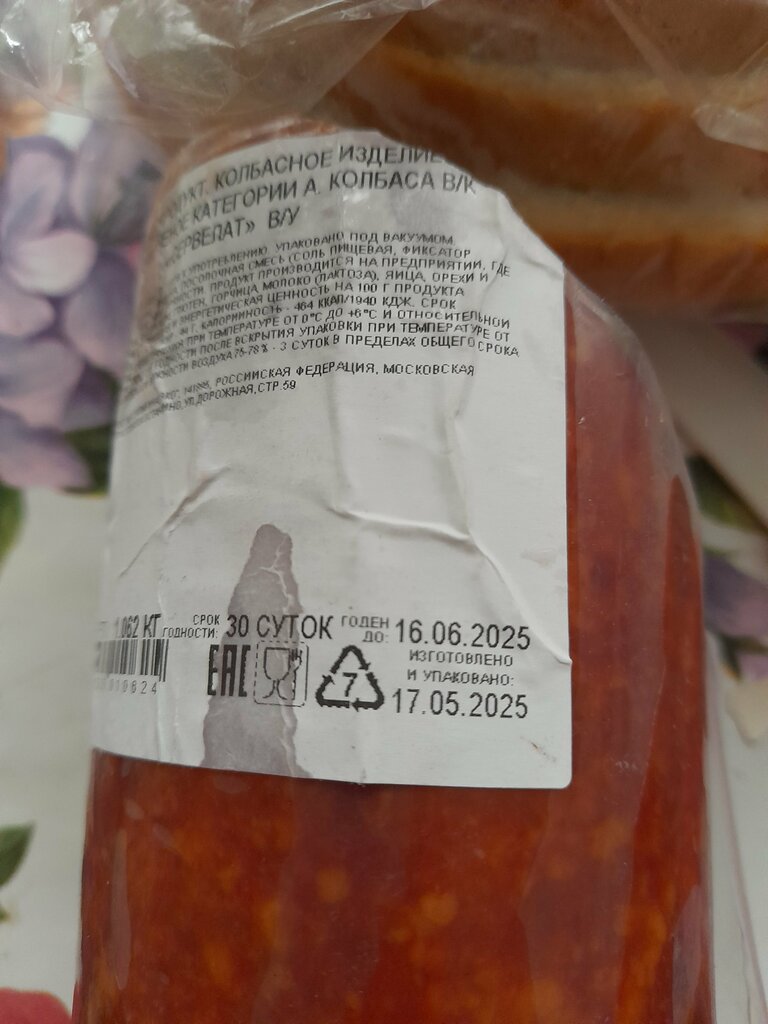 КОЛБАСНОЕ ИЗДЕЛИЕ
КАТЕГОРИИ А. КОЛБАСА В/К
В/У
УПОТРЕБЛЕНИЮ. УПАКОВАНО ПОД ВАКУУМОМ.
ПОСОЛОЧНАЯ СМЕСЬ (СОЛЬ ПИЩЕВАЯ, ФИКСАТОР
ПРОДУКТ ПРОИЗВОДИТСЯ НА ПРЕДПРИЯТИИ, ГДЕ
ГОРЧИЦА, МОЛОКО (ЛАКТОЗА), ЯЙЦА, ОРЕХИ И
ЭНЕРГЕТИЧЕСКАЯ ЦЕННОСТЬ НА 100 Г ПРОДУКТА
КАЛОРИЙНОСТЬ - 464 ККАЛ/1940 КДЖ. СРОК
ПРИ ТЕМПЕРАТУРЕ ОТ 0°С ДО +6°С И ОТНОСИТЕЛЬНОЙ
ПОСЛЕ ВСКРЫТИЯ УПАКОВКИ ПРИ ТЕМПЕРАТУРЕ ОТ
ВОЗДУХА 75-78 % - 3 СУТОК В ПРЕДЕЛАХ ОБЩЕГО СРОКА
РОССИЙСКАЯ ФЕДЕРАЦИЯ, МОСКОВСКАЯ
УЛ.ДОРОЖНАЯ,СТР.59
1.062 КГ СРОК ГОДНОСТИ: 30 СУТОК ГОДЕН ДО: 16.06.2025
EAC 7 ИЗГОТОВЛЕНО
И УПАКОВАНО:
17.05.2025